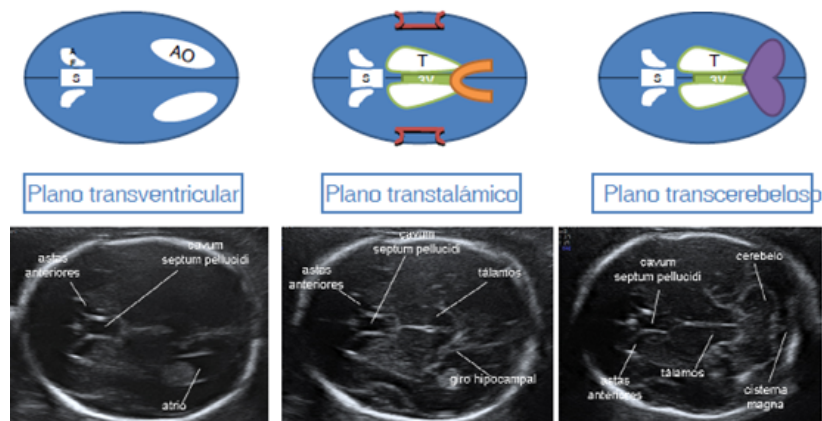 AO
S
T
3V
S
T
3V
S
Plano transventricular
Plano transtalámico
Plano transcerebeloso
cavum
septum pellucidi
astas
anteriores
atrio
cavum
septum pellucidi
astas
anteriores
tálamos
giro hipocampal
cavum
septum pellucidi
cerebelo
astas
anteriores
tálamos
cisterna
magna